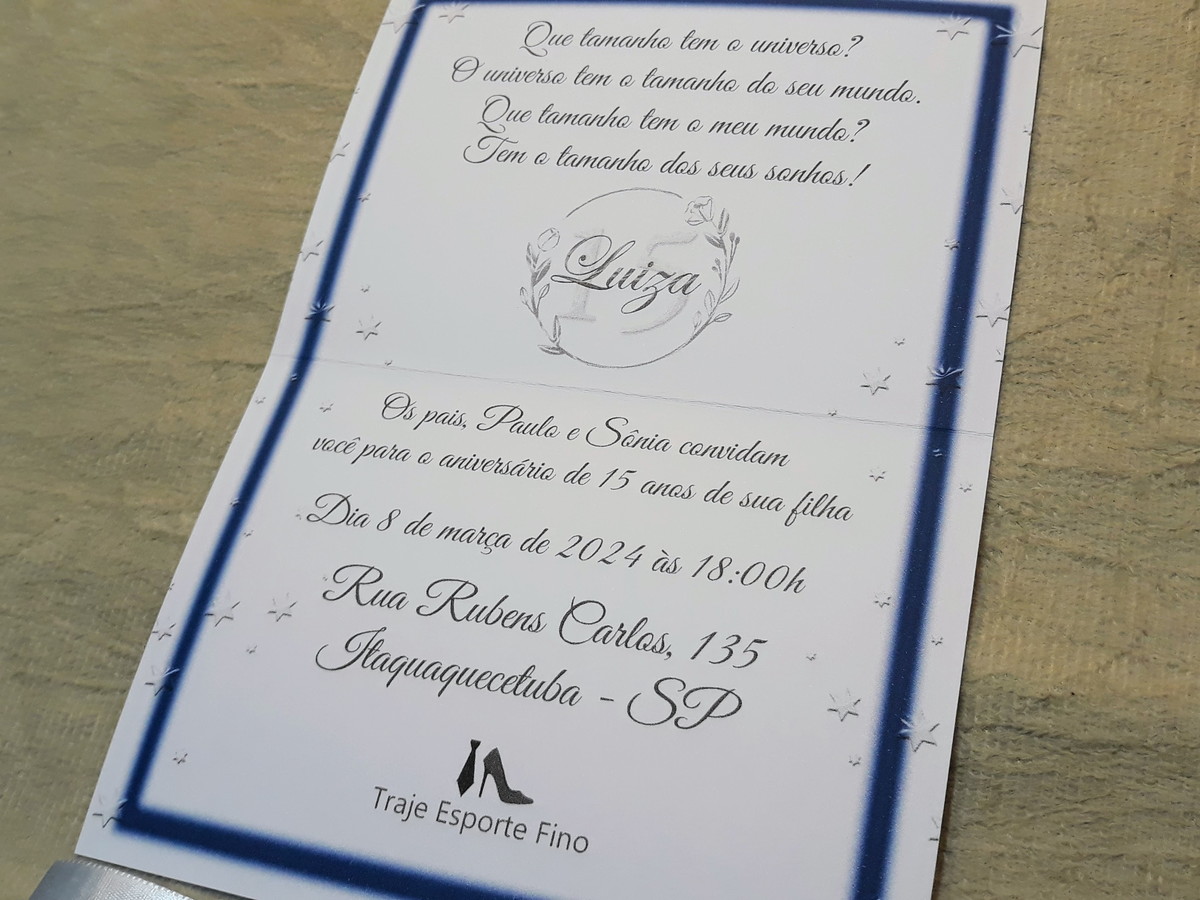 Que tamanho tem o universo?
O universo tem o tamanho do seu mundo.
Que tamanho tem o meu mundo?
Tem o tamanho dos seus sonhos!
15
Luiza
Os pais, Paulo e Sônia convidam
você para o aniversário de 15 anos de sua filha
Dia 8 de março de 2024 às 18:00h
Rua Rubens Carlos, 135
Itaquaquecetuba - SP
Traje Esporte Fino